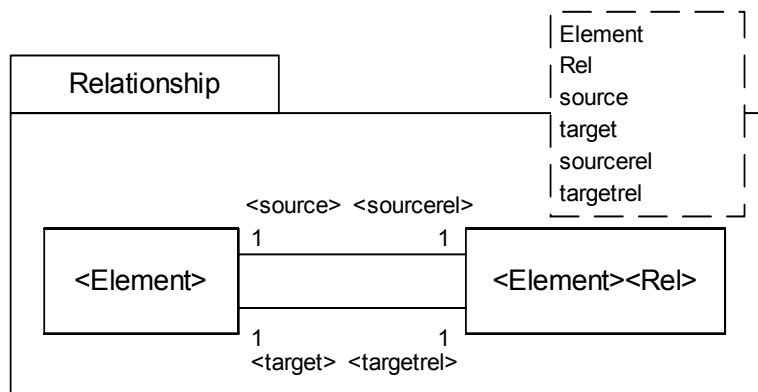 Element
Rel
source
target
sourcerel
targetrel
Relationship
<source> <sourcerel>
1 1
<Element> <Element><Rel>
1 1
<target> <targetrel>